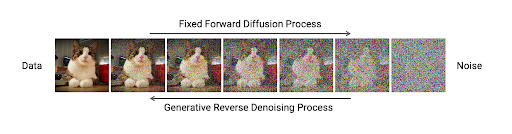 Fixed Forward Diffusion Process
Data
Noise
Generative Reverse Denoising Process